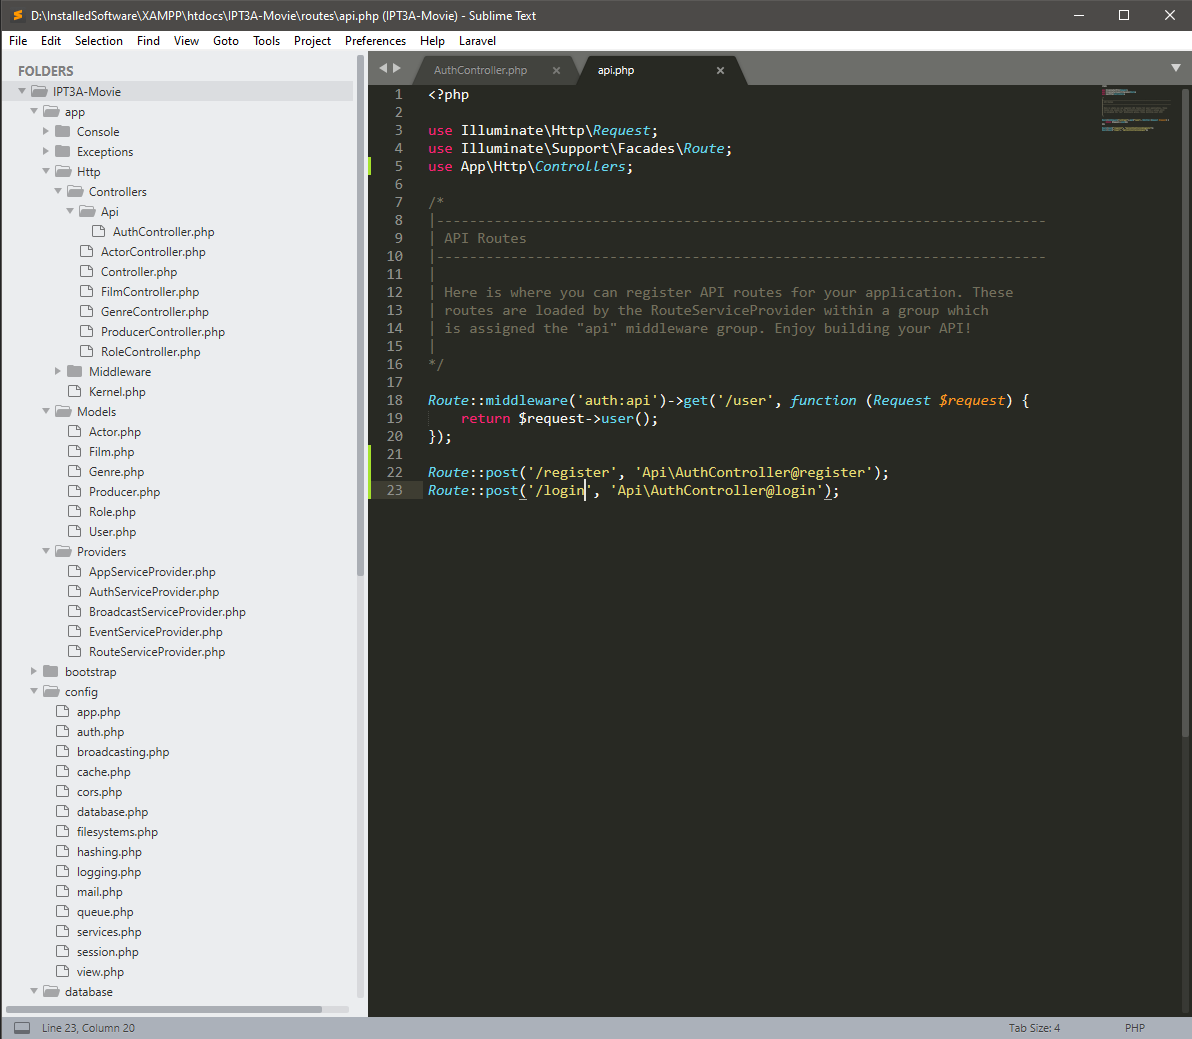 D:\InstalledSoftware\XAMPP\htdocs\IPT3A-Movie\routes\api.php (IPT3A-Movie) - Sublime Text
File Edit Selection Find View Goto Tools Project Preferences Help Laravel
FOLDERS
IPT3A-Movie
app
Console
Exceptions
Http
Controllers
Api
AuthController.php
ActorController.php
Controller.php
FilmController.php
GenreController.php
ProducerController.php
RoleController.php
Middleware
Kernel.php
Models
Actor.php
Film.php
Genre.php
Producer.php
Role.php
User.php
Providers
AppServiceProvider.php
AuthServiceProvider.php
BroadcastServiceProvider.php
EventServiceProvider.php
RouteServiceProvider.php
bootstrap
config
app.php
auth.php
broadcasting.php
cache.php
cors.php
database.php
filesystems.php
hashing.php
logging.php
mail.php
queue.php
services.php
session.php
view.php
database
AuthController.php × api.php ×
1 <?php
2
3 use Illuminate\Http\Request;
4 use Illuminate\Support\Facades\Route;
5 use App\Http\Controllers;
6
7 /*
8 |--------------------------------------------------------------------------
9 | API Routes
10 |--------------------------------------------------------------------------
11 |
12 | Here is where you can register API routes for your application. These
13 | routes are loaded by the RouteServiceProvider within a group which
14 | is assigned the "api" middleware group. Enjoy building your API!
15 |
16 */
17
18 Route::middleware('auth:api')->get('/user', function (Request $request) {
19     return $request->user();
20 });
21
22 Route::post('/register', 'Api\AuthController@register');
23 Route::post('/login', 'Api\AuthController@login');
Line 23, Column 20 Tab Size: 4 PHP